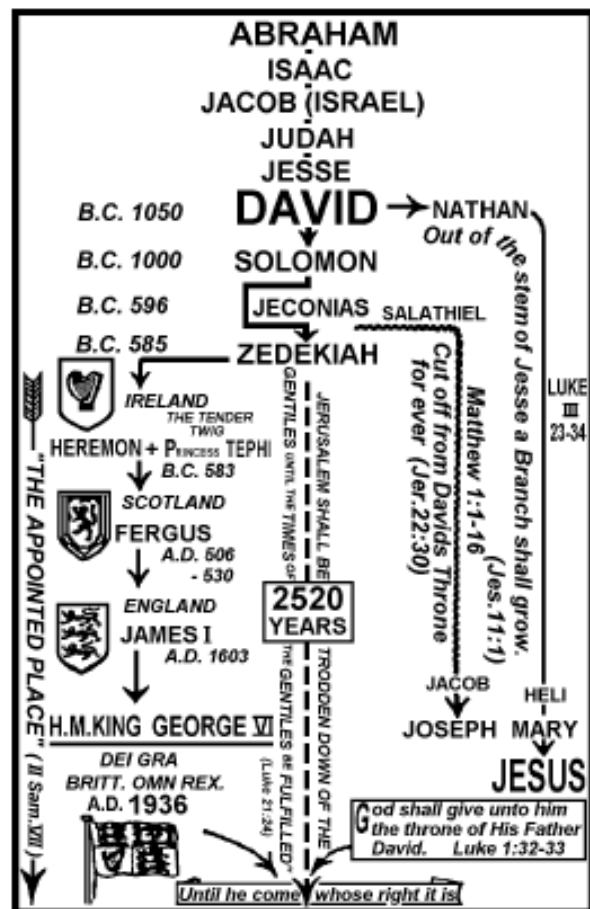 ABRAHAM
ISAAC
JACOB (ISRAEL)
JUDAH
JESSE
B.C. 1050
DAVID
NATHAN
Out of the stem of Jesse a Branch shall grow.
(Jes.11:1)
B.C. 1000
SOLOMON
B.C. 596
JECONIAS
SALATHIEL
B.C. 585
ZEDEKIAH
LUKE
III
23-34
Matthew 1:1-16
Cut off from Davids Throne
for ever (Jer.22:30)
IRELAND
THE TENDER
TWIG
HEREMON + PRINCESS TEPHI
B.C. 583
SCOTLAND
FERGUS
A.D. 506
- 530
ENGLAND
JAMES I
A.D. 1603
"THE APPOINTED PLACE" (II Sam.VII)
JERUSALEM SHALL BE TRODDEN DOWN OF THE
GENTILES UNTIL THE TIMES OF THE GENTILES BE FULFILLED"
(Luke 21:24)
2520
YEARS
JACOB
HELI
JOSEPH
MARY
JESUS
H.M.KING GEORGE VI
DEI GRA
BRITT. OMN REX.
A.D. 1936
God shall give unto him
the throne of His Father
David. Luke 1:32-33
Until he come whose right it is